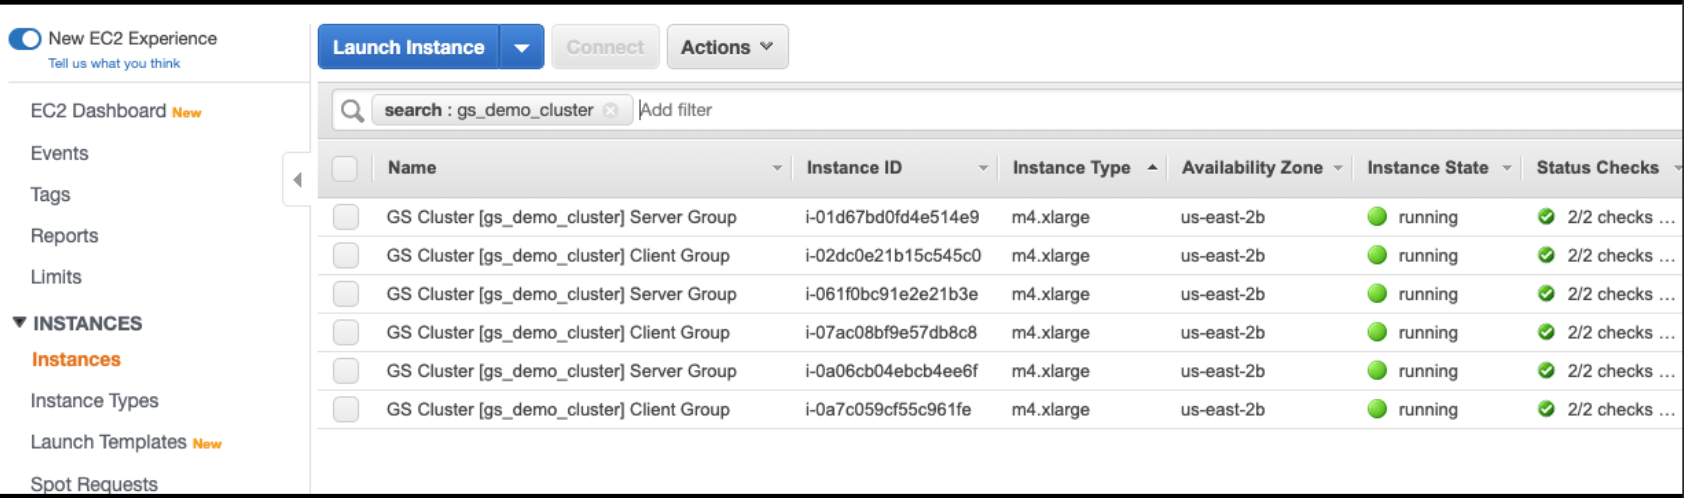 New EC2 Experience
Tell us what you think
EC2 Dashboard New
Events
Tags
Reports
Limits
INSTANCES
Instances
Instance Types
Launch Templates New
Spot Requests
Launch Instance Connect Actions
search : gs_demo_cluster Add filter
Name Instance ID Instance Type Availability Zone Instance State Status Checks
GS Cluster [gs_demo_cluster] Server Group i-01d67bd0fd4e514e9 m4.xlarge us-east-2b running 2/2 checks ...
GS Cluster [gs_demo_cluster] Client Group i-02dc0e21b15c545c0 m4.xlarge us-east-2b running 2/2 checks ...
GS Cluster [gs_demo_cluster] Server Group i-061f0bc91e2e21b3e m4.xlarge us-east-2b running 2/2 checks ...
GS Cluster [gs_demo_cluster] Client Group i-07ac08bf9e57db8c8 m4.xlarge us-east-2b running 2/2 checks ...
GS Cluster [gs_demo_cluster] Server Group i-0a06cb04ebcb4ee6f m4.xlarge us-east-2b running 2/2 checks ...
GS Cluster [gs_demo_cluster] Client Group i-0a7c059cf55c961fe m4.xlarge us-east-2b running 2/2 checks ...